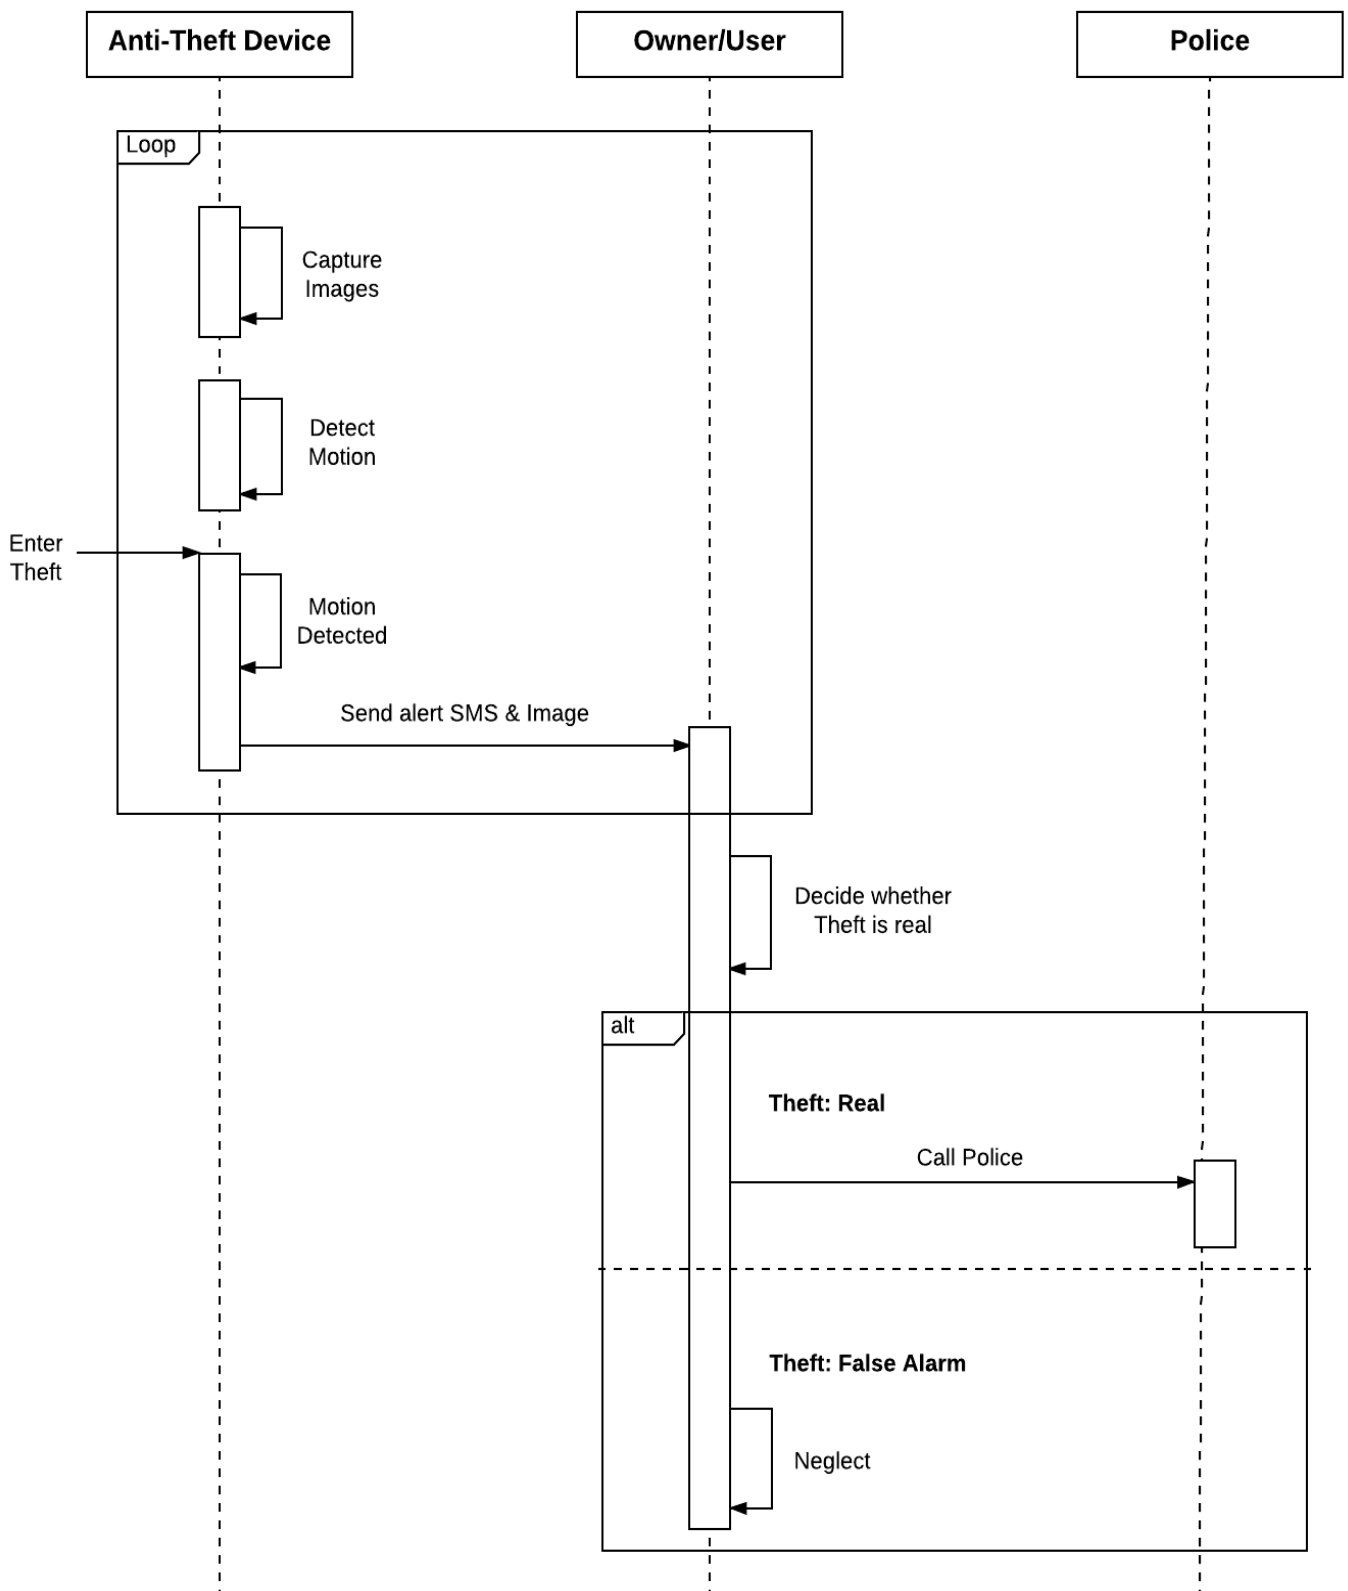 Anti-Theft Device
Owner/User
Police
Loop
Capture
Images
Detect
Motion
Enter
Theft
Motion
Detected
Send alert SMS & Image
Decide whether
Theft is real
alt
Theft: Real
Call Police
Theft: False Alarm
Neglect